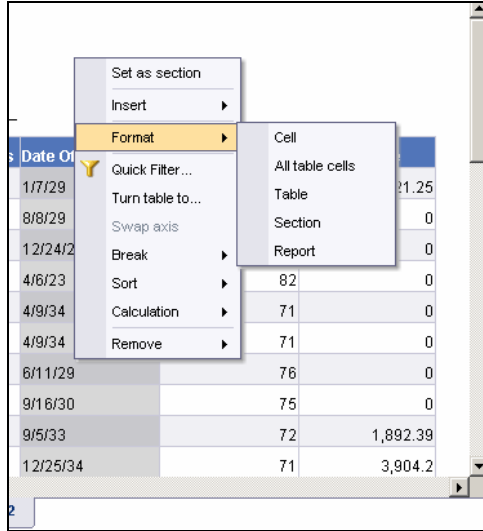 Set as section
Insert
Format
Cell
s Date Of
Quick Filter...
All table cells
1/7/29
21.25
Turn table to...
Table
8/8/29
0
Swap axis
Section
12/24/2
0
Break
Report
4/6/23
Sort
82
0
4/9/34
Calculation
71
0
4/9/34
Remove
71
0
6/11/29
76
0
9/16/30
75
0
9/5/33
72
1,892.39
12/25/34
71
3,904.2
2